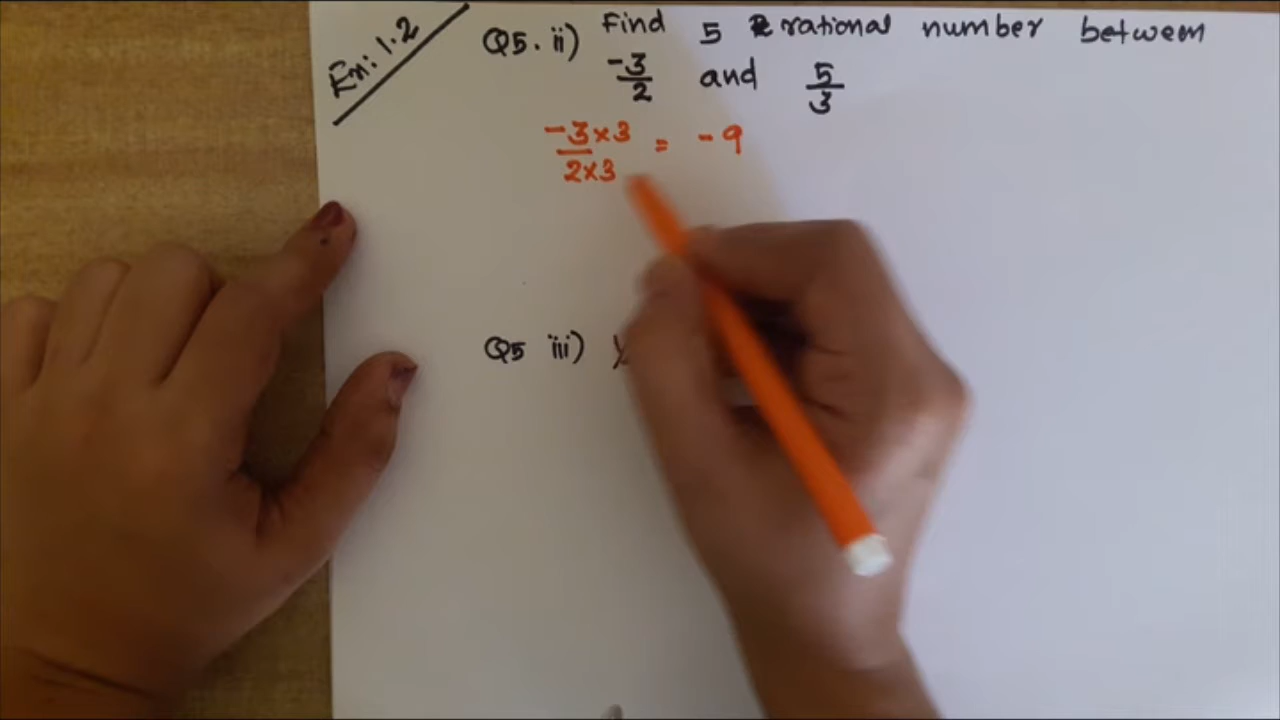 Ex: 1.2
Q5. ii) Find 5 rational number between
-3/2 and 5/3
-3×3/2×3 = -9
Q5 iii)